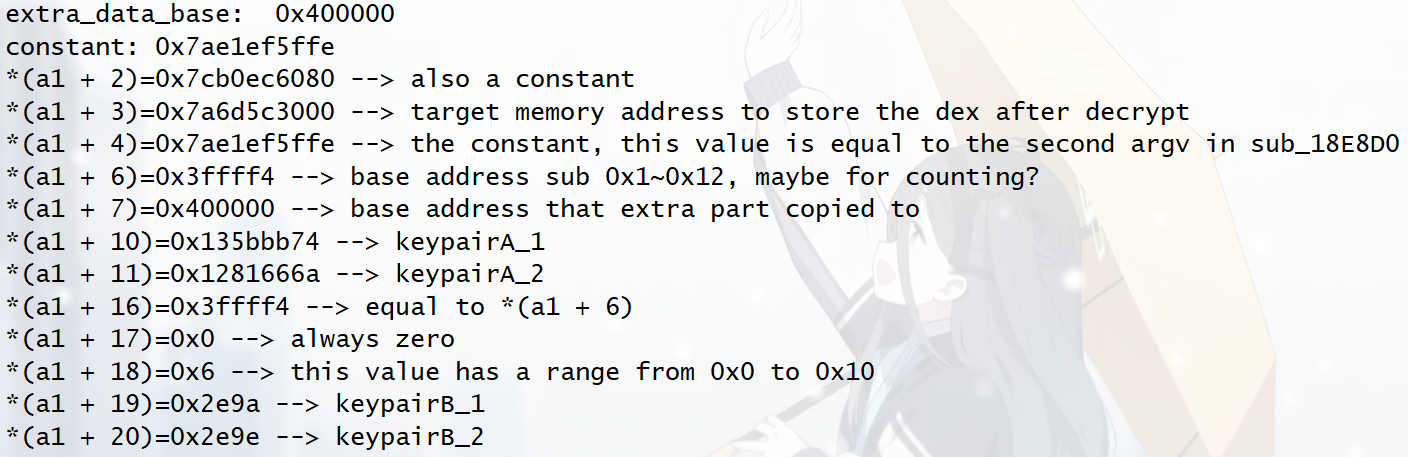 extra_data_base:  0x400000
constant: 0x7ae1ef5ffe
*(a1 + 2)=0x7cb0ec6080 --> also a constant
*(a1 + 3)=0x7a6d5c3000 --> target memory address to store the dex after decrypt
*(a1 + 4)=0x7ae1ef5ffe --> the constant, this value is equal to the second argv in sub_18E8D0
*(a1 + 6)=0x3ffff4 --> base address sub 0x1~0x12, maybe for counting?
*(a1 + 7)=0x400000 --> base address that extra part copied to
*(a1 + 10)=0x135bbb74 --> keypairA_1
*(a1 + 11)=0x1281666a --> keypairA_2
*(a1 + 16)=0x3ffff4 --> equal to *(a1 + 6)
*(a1 + 17)=0x0 --> always zero
*(a1 + 18)=0x6 --> this value has a range from 0x0 to 0x10
*(a1 + 19)=0x2e9a --> keypairB_1
*(a1 + 20)=0x2e9e --> keypairB_2